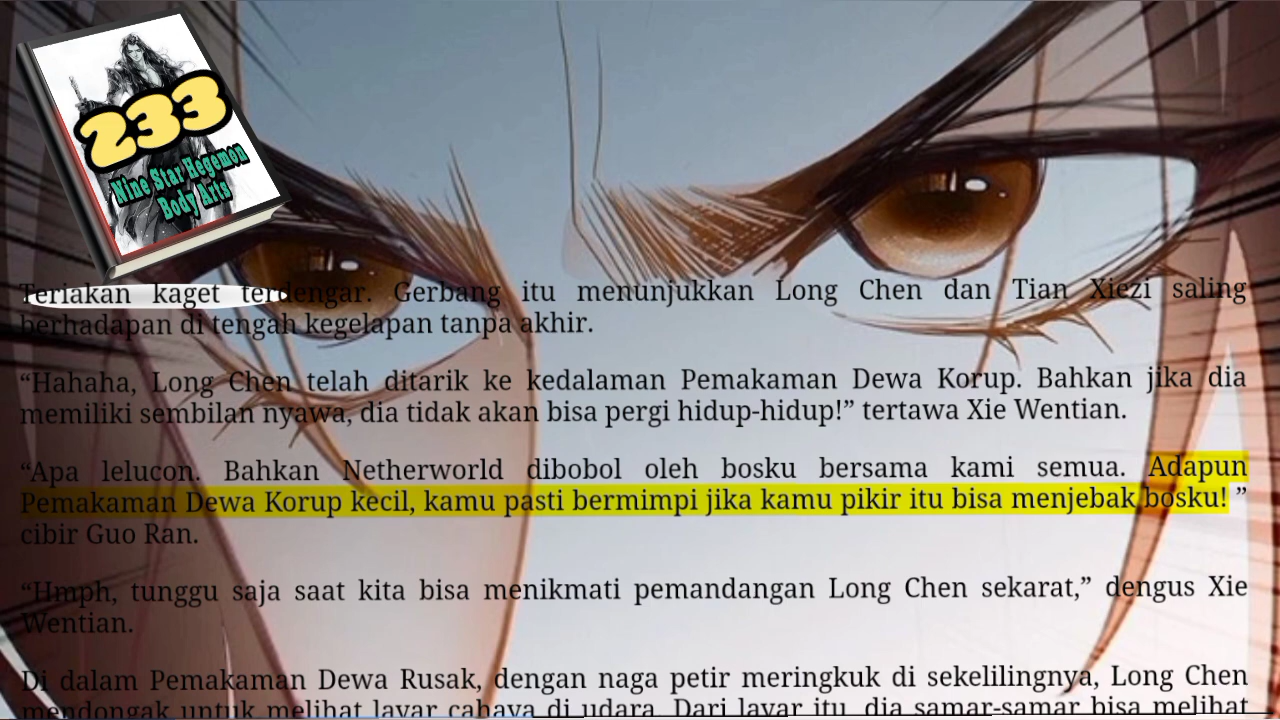 233
Nine Star Hegemon
Body Arts
Teriakan kaget terdengar. Gerbang itu menunjukkan Long Chen dan Tian Xiezi saling
berhadapan di tengah kegelapan tanpa akhir.
“Hahaha, Long Chen telah ditarik ke kedalaman Pemakaman Dewa Korup. Bahkan jika dia
memiliki sembilan nyawa, dia tidak akan bisa pergi hidup-hidup!” tertawa Xie Wentian.
“Apa lelucon. Bahkan Netherworld dibobol oleh bosku bersama kami semua. Adapun
Pemakaman Dewa Korup kecil, kamu pasti bermimpi jika kamu pikir itu bisa menjebak bosku! ”
cibir Guo Ran.
“Hmph, tunggu saja saat kita bisa menikmati pemandangan Long Chen sekarat,” dengus Xie
Wentian.
Di dalam Pemakaman Dewa Rusak, dengan naga petir meringkuk di sekelilingnya, Long Chen
mendongak untuk melihat layar cahaya di udara. Dari layar itu, dia samar-samar bisa melihat